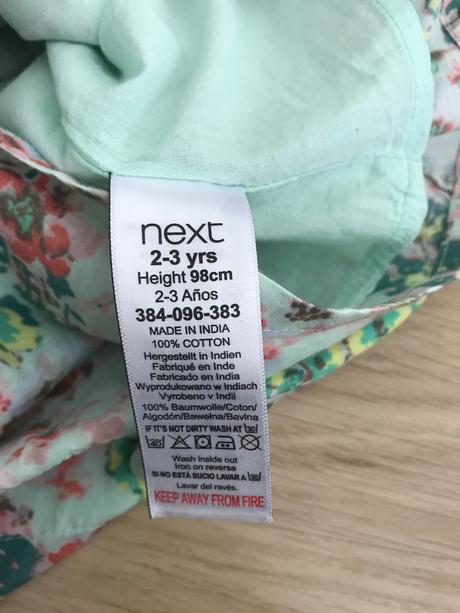 next
2-3 yrs
Height 98cm
2-3 Años
384-096-383
MADE IN INDIA
100% COTTON
Hergestellt in Indien
Fabriqué en Inde
Fabricado en India
Wyprodukowano w Indiach
Vyrobeno v Indii
100% Baumwolle/Coton/
Algodón/Bawełna/Bavlna
IF IT'S NOT DIRTY WASH AT 30
40
Wash inside out
Iron on reverse
SI NO ESTÁ SUCIO LAVAR A 30
Lavar del revés.
KEEP AWAY FROM FIRE